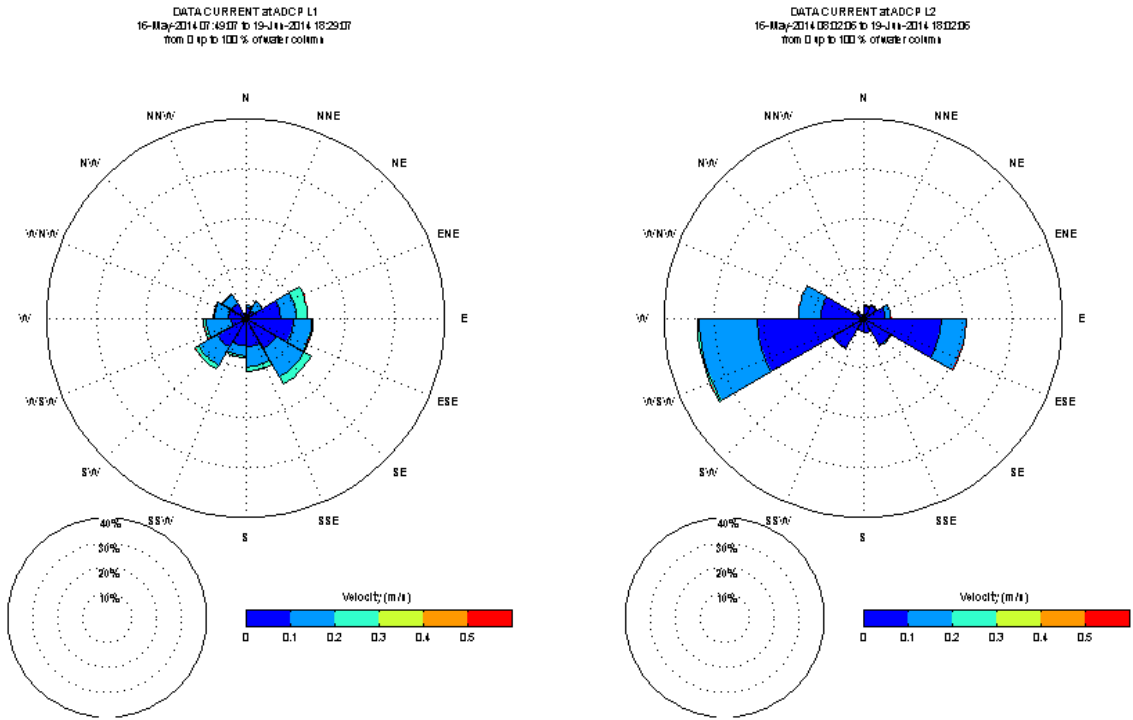 DATA CURRENT at ADCP L1
16-May-2014 07:49:07 to 19-Jun-2014 18:29:07
from 0 up to 100 % of water column
N
NNE
NE
ENE
E
ESE
SE
SSE
S
SSW
SW
WSW
W
WNW
NW
NNW
40%
30%
20%
10%
Velocity (m/s)
0 0.1 0.2 0.3 0.4 0.5
DATA CURRENT at ADCP L2
16-May-2014 08:02:06 to 19-Jun-2014 18:02:06
from 0 up to 100 % of water column
N
NNE
NE
ENE
E
ESE
SE
SSE
S
SSW
SW
WSW
W
WNW
NW
NNW
40%
30%
20%
10%
Velocity (m/s)
0 0.1 0.2 0.3 0.4 0.5